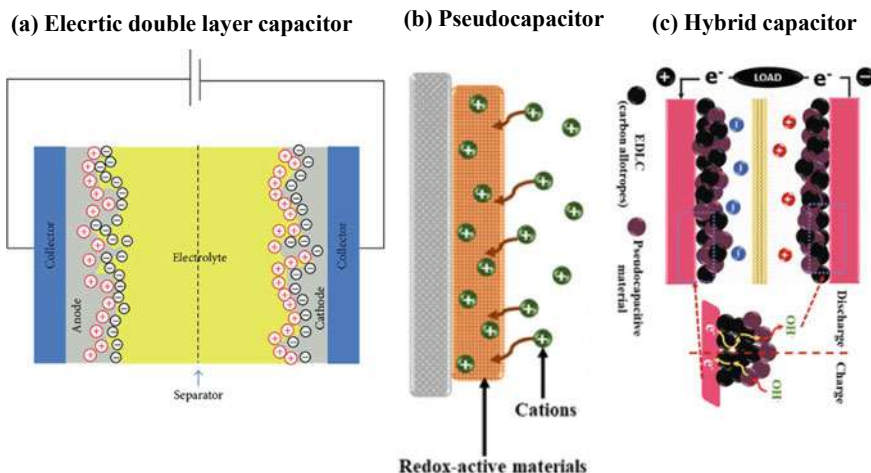 (a) Elecrtic double layer capacitor
(b) Pseudocapacitor
(c) Hybrid capacitor
Collector
Anode
Electrolyte
Cathode
Collector
Separator
Cations
Redox-active materials
+
e-
LOAD
e-
−
EDLC
(carbon allotropes)
Pseudocapacitive
material
OH-
Discharge
Charge
e-
e-
OH-